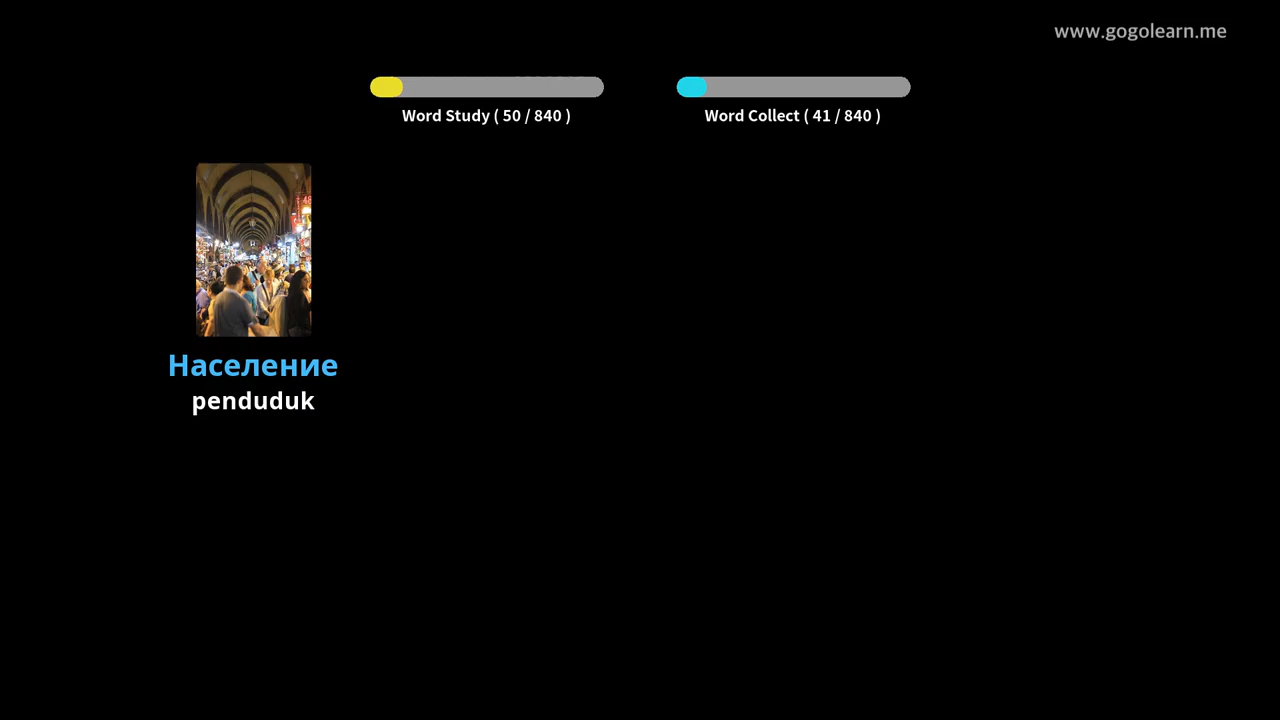 www.gogolearn.me
Word Study ( 50 / 840 )
Word Collect ( 41 / 840 )
Население
penduduk